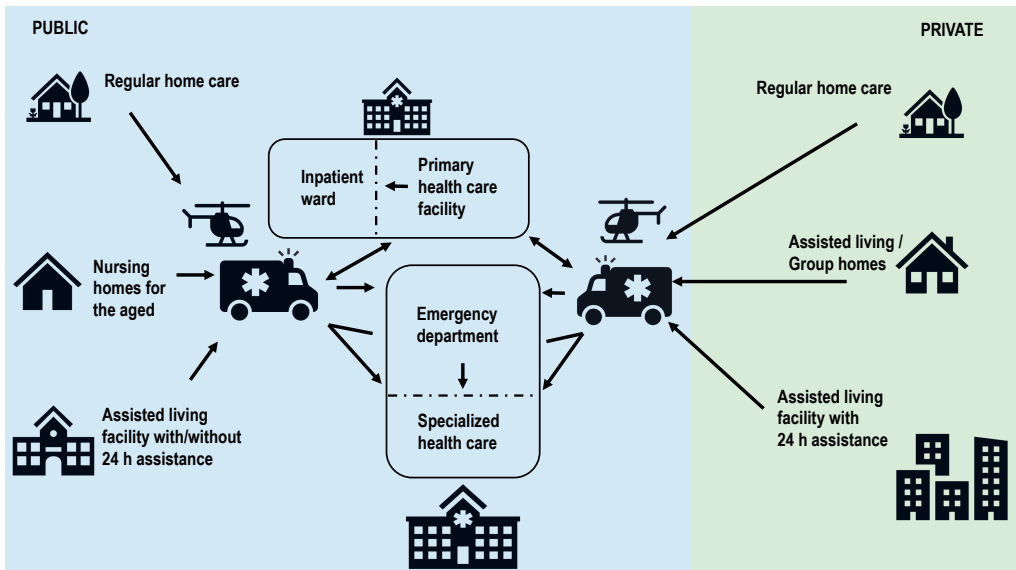 PUBLIC
PRIVATE
Regular home care
Regular home care
Inpatient
ward
Primary
health care
facility
Nursing
homes for
the aged
Assisted living /
Group homes
Emergency
department
Specialized
health care
Assisted living
facility with/without
24 h assistance
Assisted living
facility with
24 h assistance